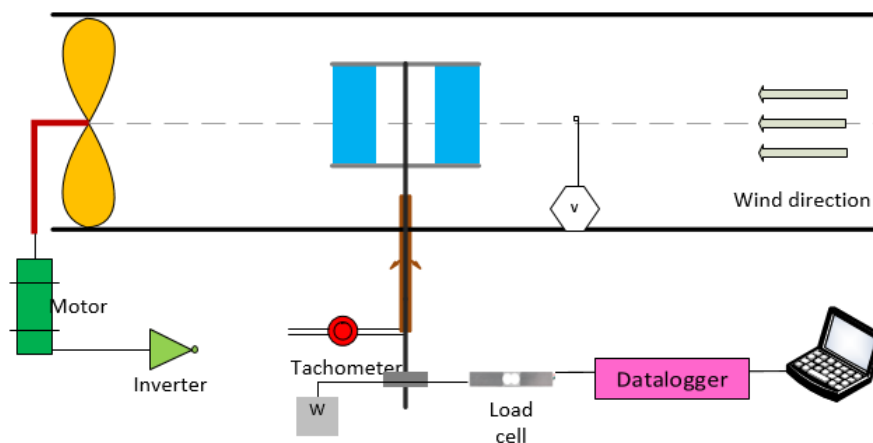 Wind direction
v
Motor
Inverter
Tachometer
W
Load
cell
Datalogger